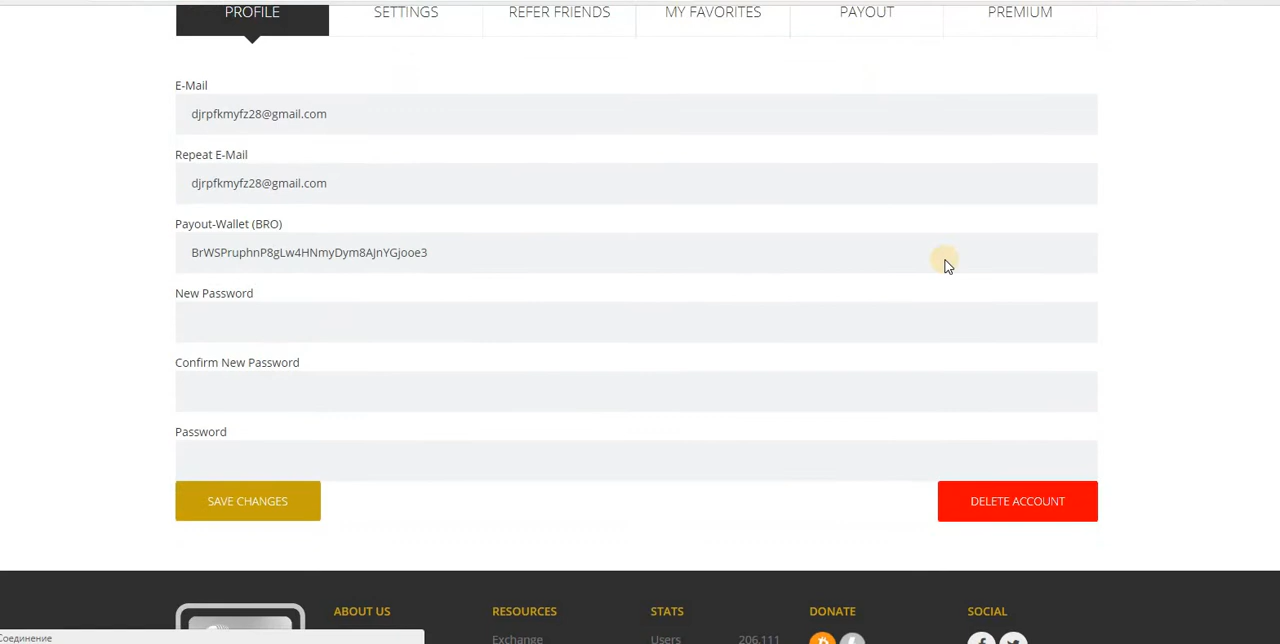 PROFILE SETTINGS REFER FRIENDS MY FAVORITES PAYOUT PREMIUM
E-Mail
djrpfkmyfz28@gmail.com
Repeat E-Mail
djrpfkmyfz28@gmail.com
Payout-Wallet (BRO)
BrWSPruphnP8gLw4HNmyDym8AJnYGjooe3
New Password
Confirm New Password
Password
SAVE CHANGES DELETE ACCOUNT
ABOUT US RESOURCES STATS DONATE SOCIAL
Exchange Users 206,111
Соединение